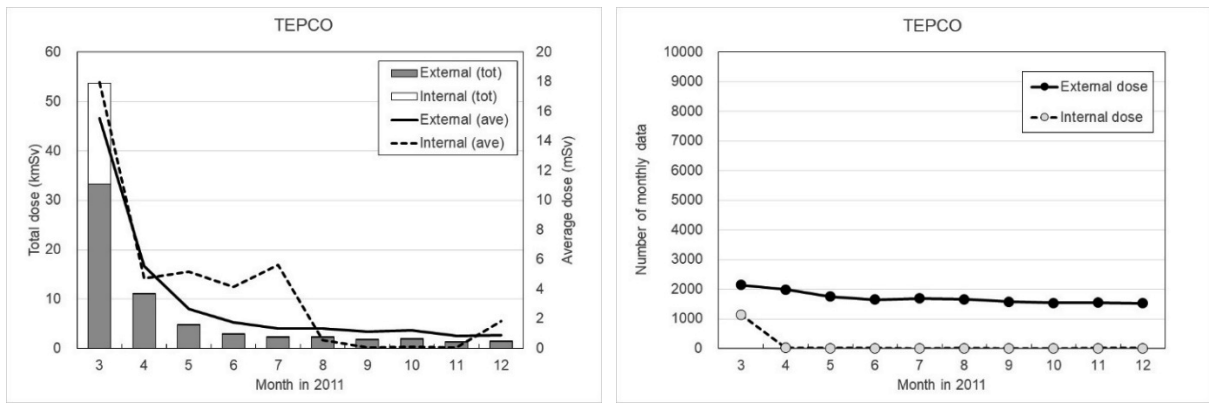 TEPCO
60
50
40
30
20
10
0
Total dose (kmSv)
20
18
16
14
12
10
8
6
4
2
0
Average dose (mSv)
External (tot)
Internal (tot)
External (ave)
Internal (ave)
3 4 5 6 7 8 9 10 11 12
Month in 2011
TEPCO
10000
9000
8000
7000
6000
5000
4000
3000
2000
1000
0
Number of monthly data
External dose
Internal dose
3 4 5 6 7 8 9 10 11 12
Month in 2011